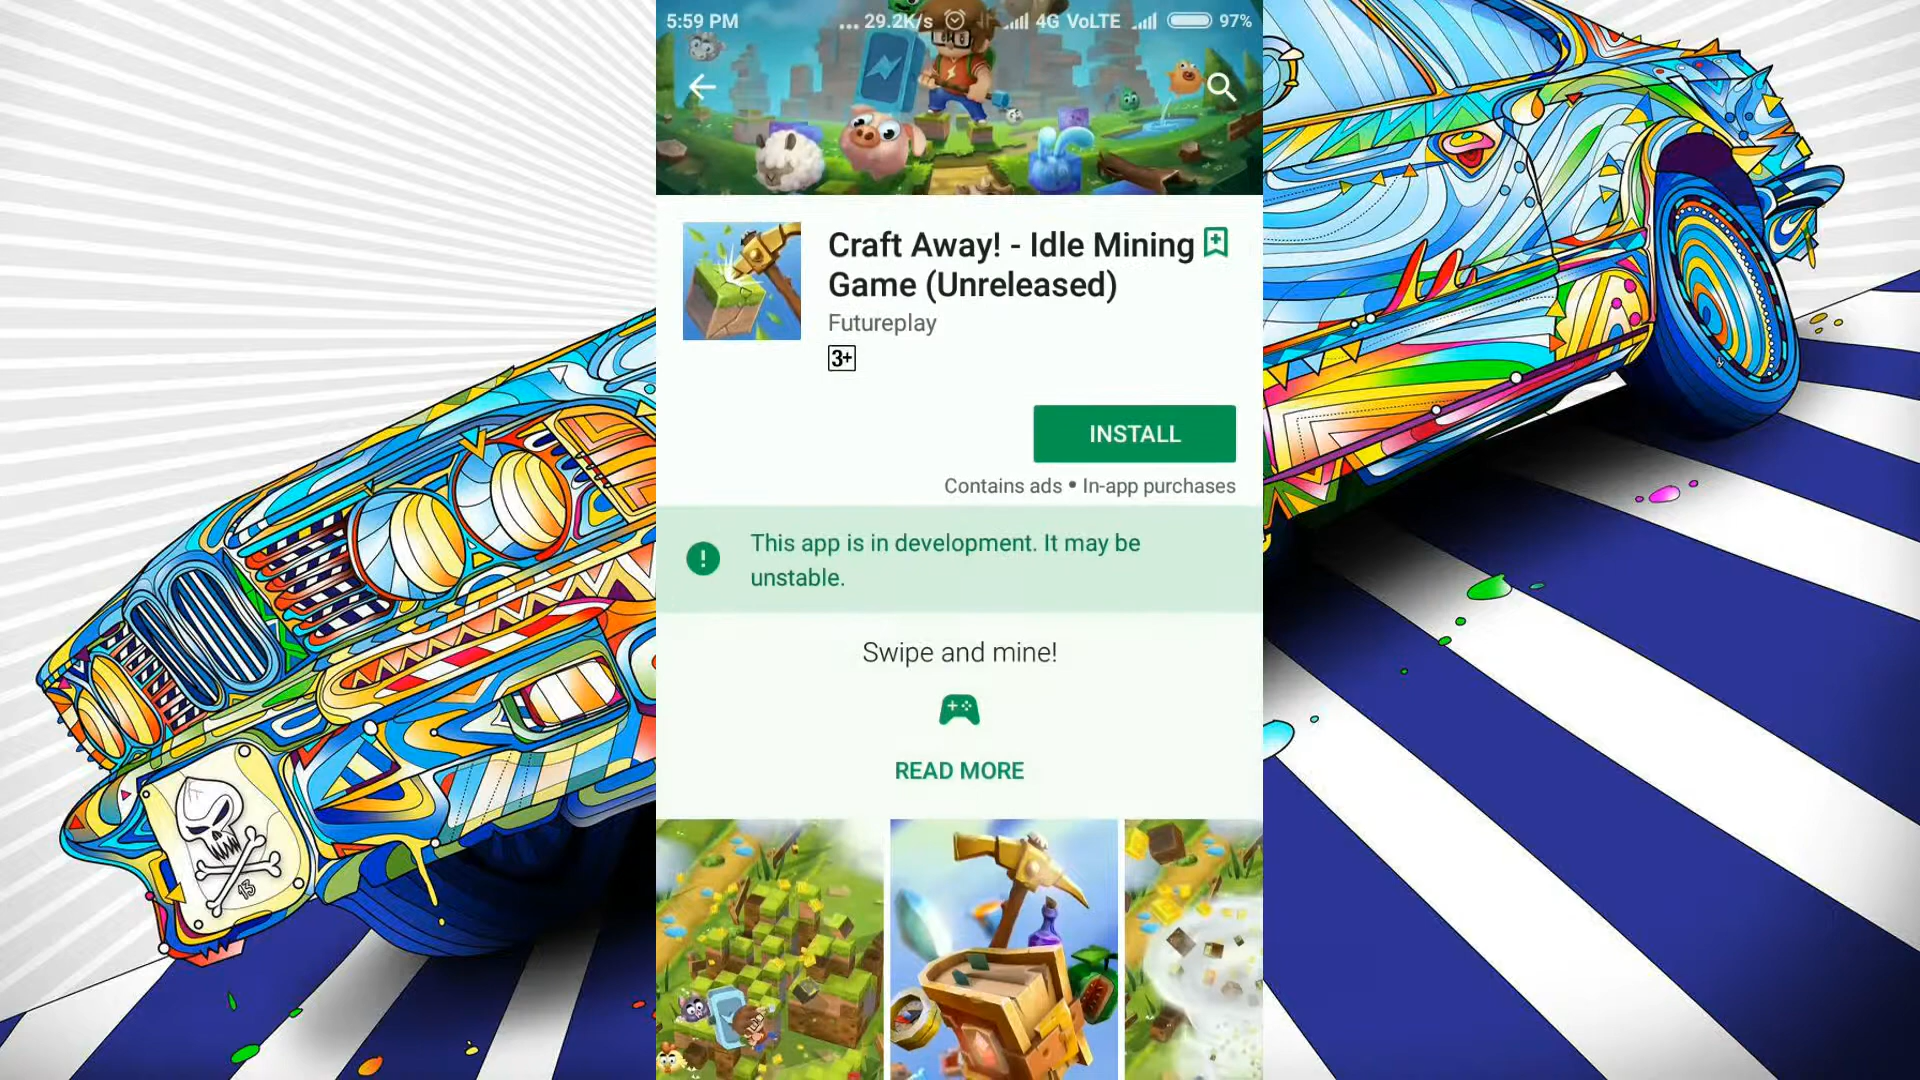 5:59 PM ... 29.2K/s 4G VoLTE 97%
Craft Away! - Idle Mining
Game (Unreleased)
Futureplay
3+
INSTALL
Contains ads • In-app purchases
This app is in development. It may be
unstable.
Swipe and mine!
READ MORE
13